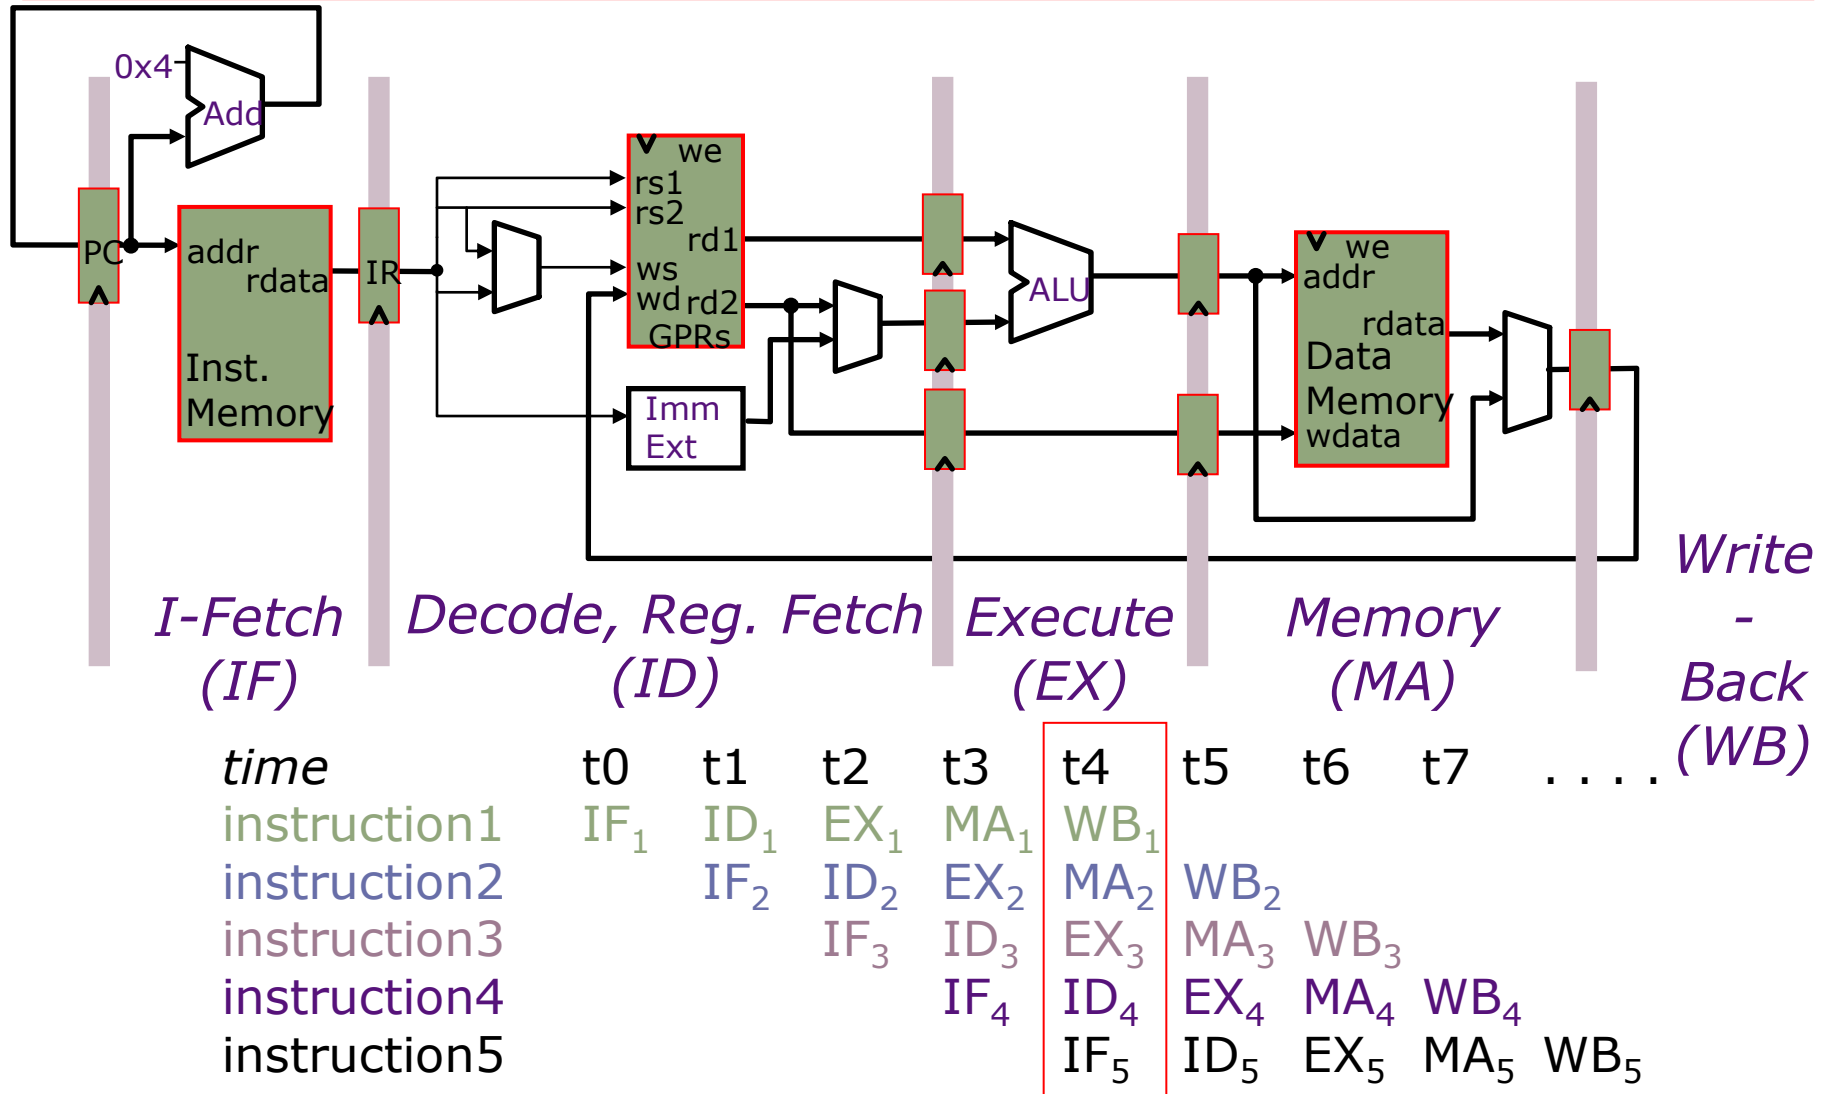 0x4
Add
PC
addr
rdata
Inst.
Memory
IR
we
rs1
rs2
rd1
ws
wd rd2
GPRs
Imm
Ext
ALU
we
addr
rdata
Data
Memory
wdata
I-Fetch
(IF)
Decode, Reg. Fetch
(ID)
Execute
(EX)
Memory
(MA)
Write
-
Back
(WB)
time t0 t1 t2 t3 t4 t5 t6 t7 . . . .
instruction1 IF1 ID1 EX1 MA1 WB1
instruction2 IF2 ID2 EX2 MA2 WB2
instruction3 IF3 ID3 EX3 MA3 WB3
instruction4 IF4 ID4 EX4 MA4 WB4
instruction5 IF5 ID5 EX5 MA5 WB5